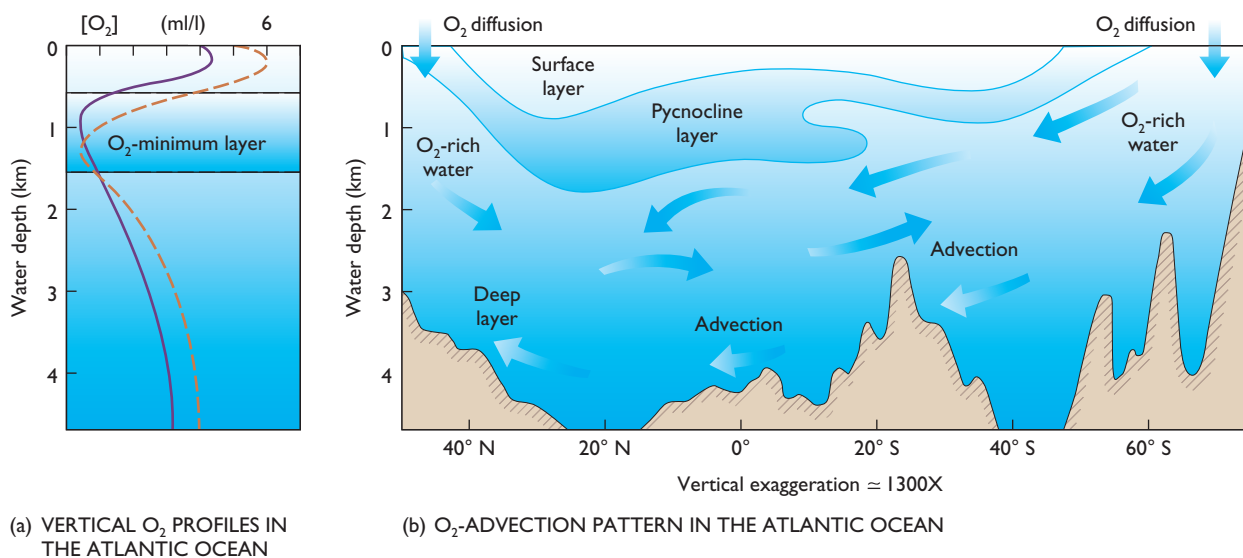 [O₂] (ml/l) 6
0
1
2
3
4
Water depth (km)
O₂-minimum layer
(a) VERTICAL O₂ PROFILES IN
THE ATLANTIC OCEAN
O₂ diffusion
O₂ diffusion
0
1
2
3
4
Water depth (km)
Surface
layer
Pycnocline
layer
O₂-rich
water
O₂-rich
water
Advection
Deep
layer
Advection
40° N 20° N 0° 20° S 40° S 60° S
Vertical exaggeration ≃ 1300X
(b) O₂-ADVECTION PATTERN IN THE ATLANTIC OCEAN